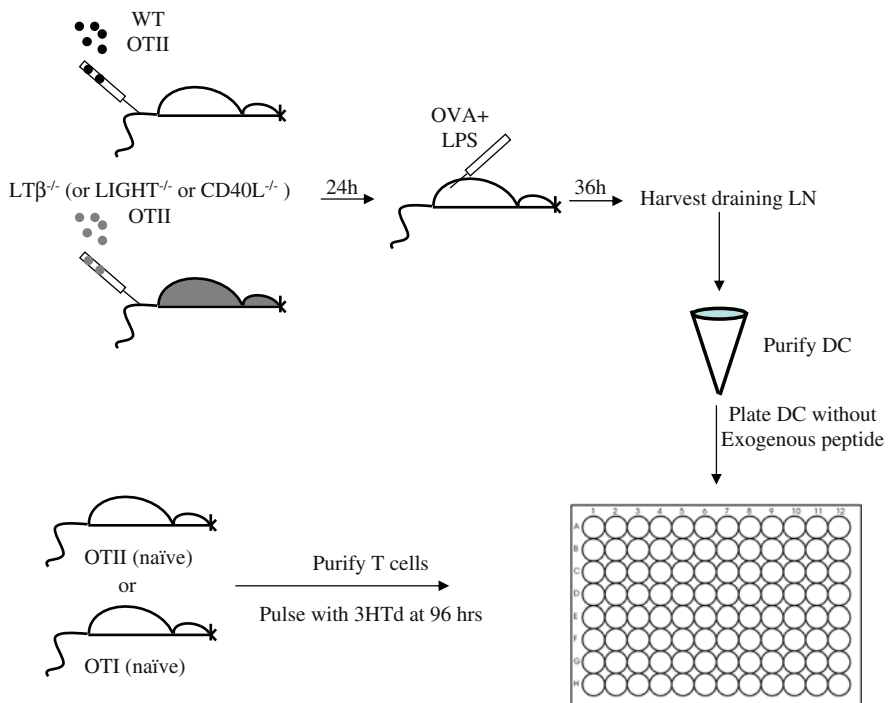 WT
OTII
LTβ-/- (or LIGHT-/- or CD40L-/- )
OTII
24h
OVA+
LPS
36h
Harvest draining LN
Purify DC
Plate DC without
Exogenous peptide
OTII (naïve)
or
OTI (naïve)
Purify T cells
Pulse with 3HTd at 96 hrs
1 2 3 4 5 6 7 8 9 10 11 12
A
B
C
D
E
F
G
H